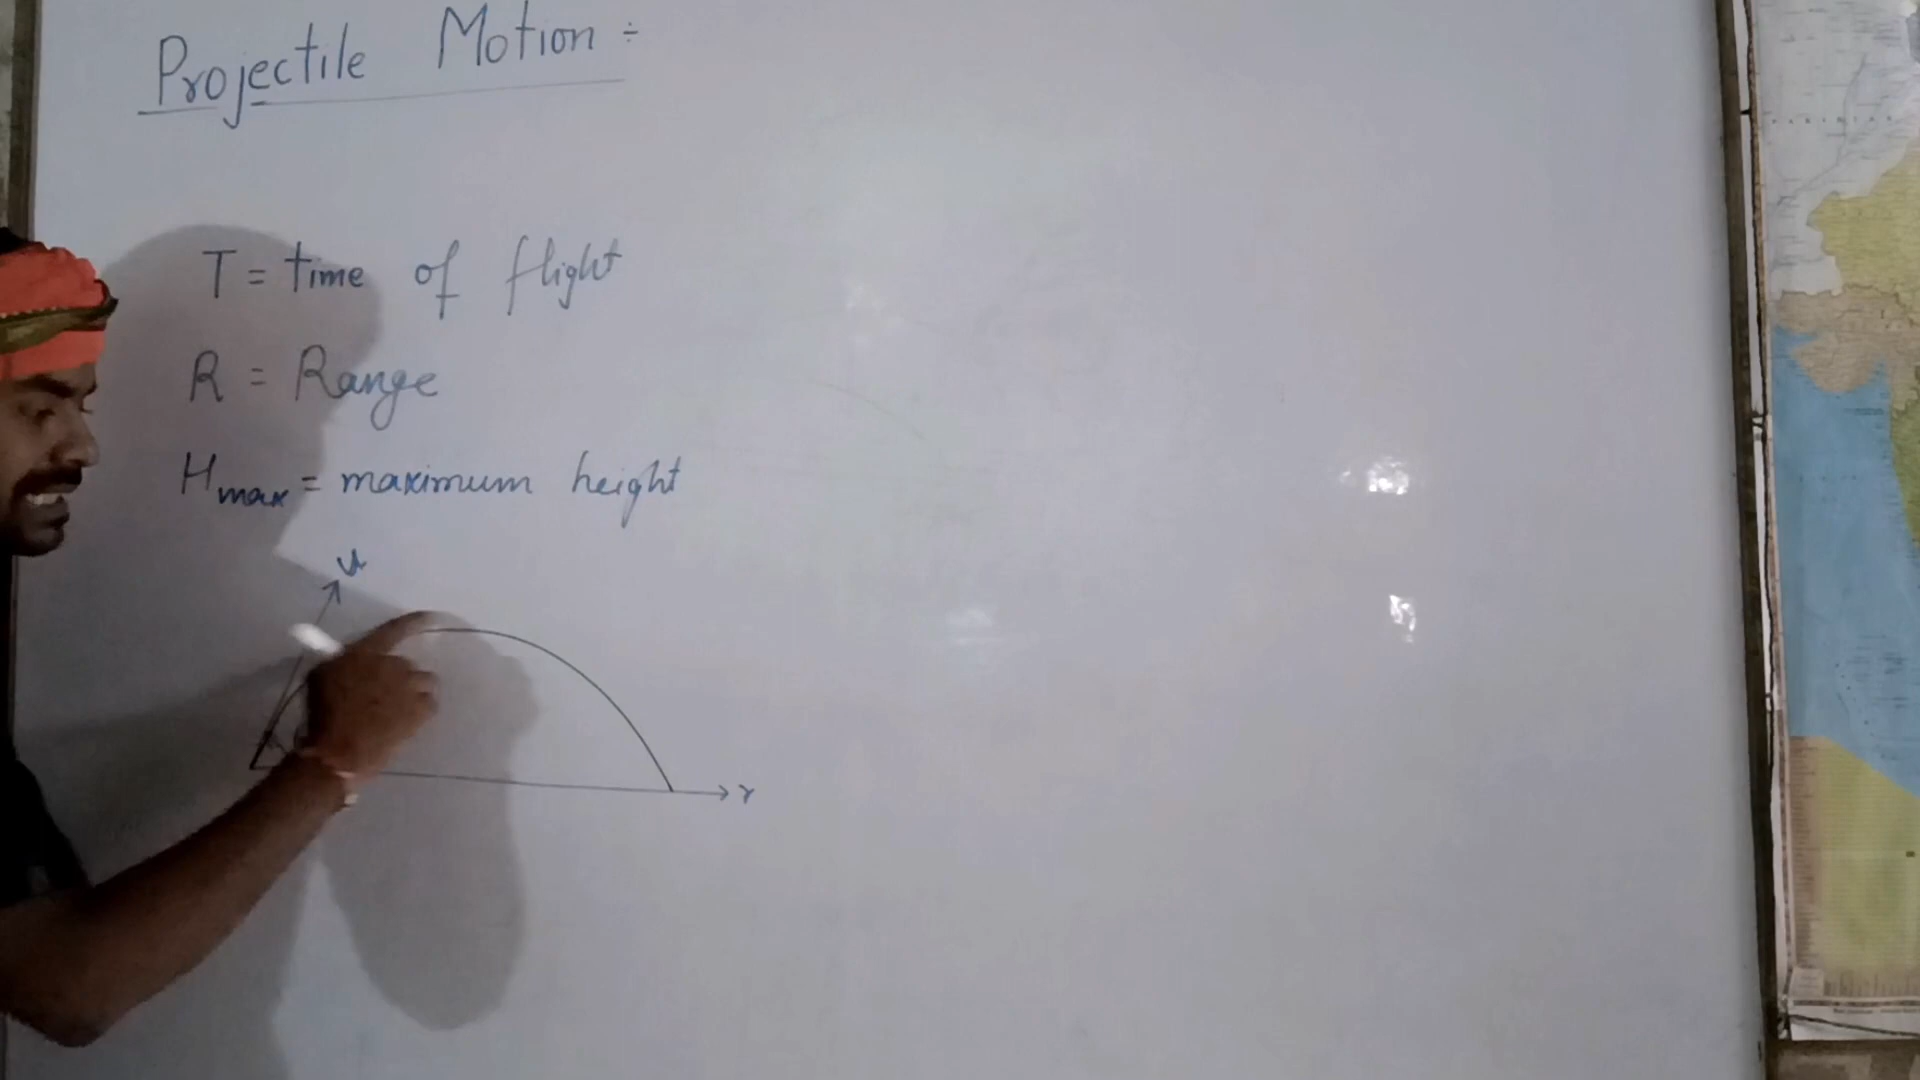 Projectile Motion ÷
T = time of flight
R = Range
Hmax = maximum height
u